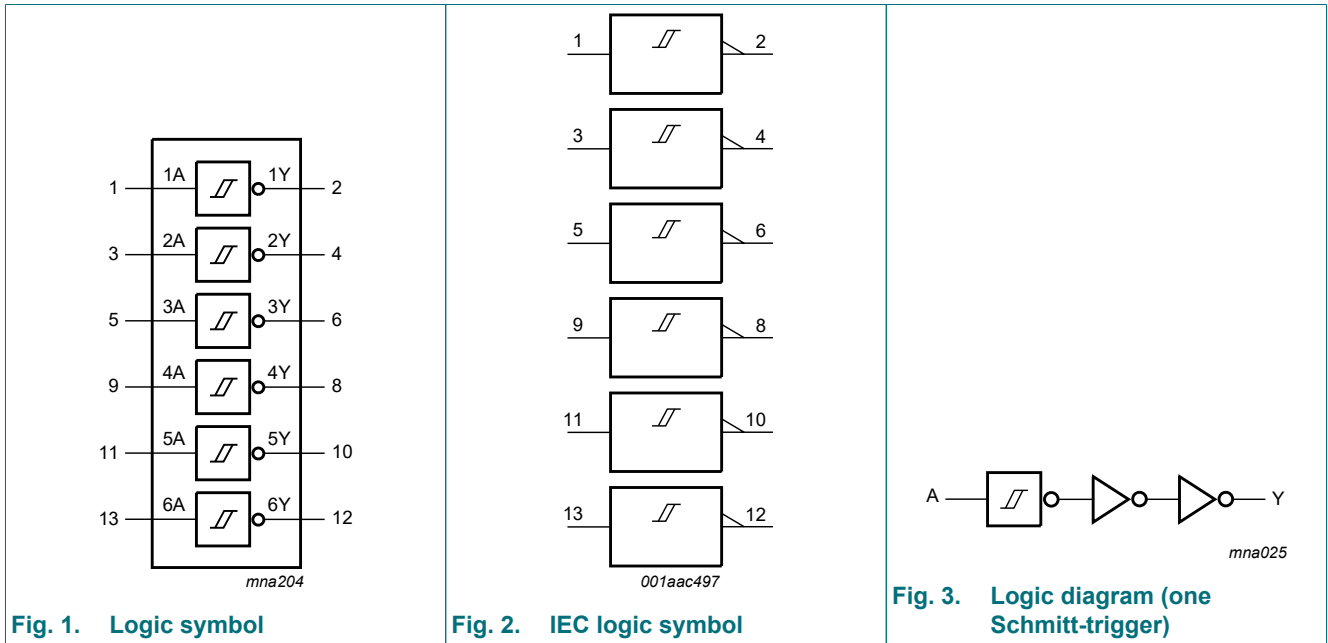 1 1A 1Y 2
3 2A 2Y 4
5 3A 3Y 6
9 4A 4Y 8
11 5A 5Y 10
13 6A 6Y 12
mna204
Fig. 1. Logic symbol
1 2
3 4
5 6
9 8
11 10
13 12
001aac497
Fig. 2. IEC logic symbol
A Y
mna025
Fig. 3. Logic diagram (one
Schmitt-trigger)